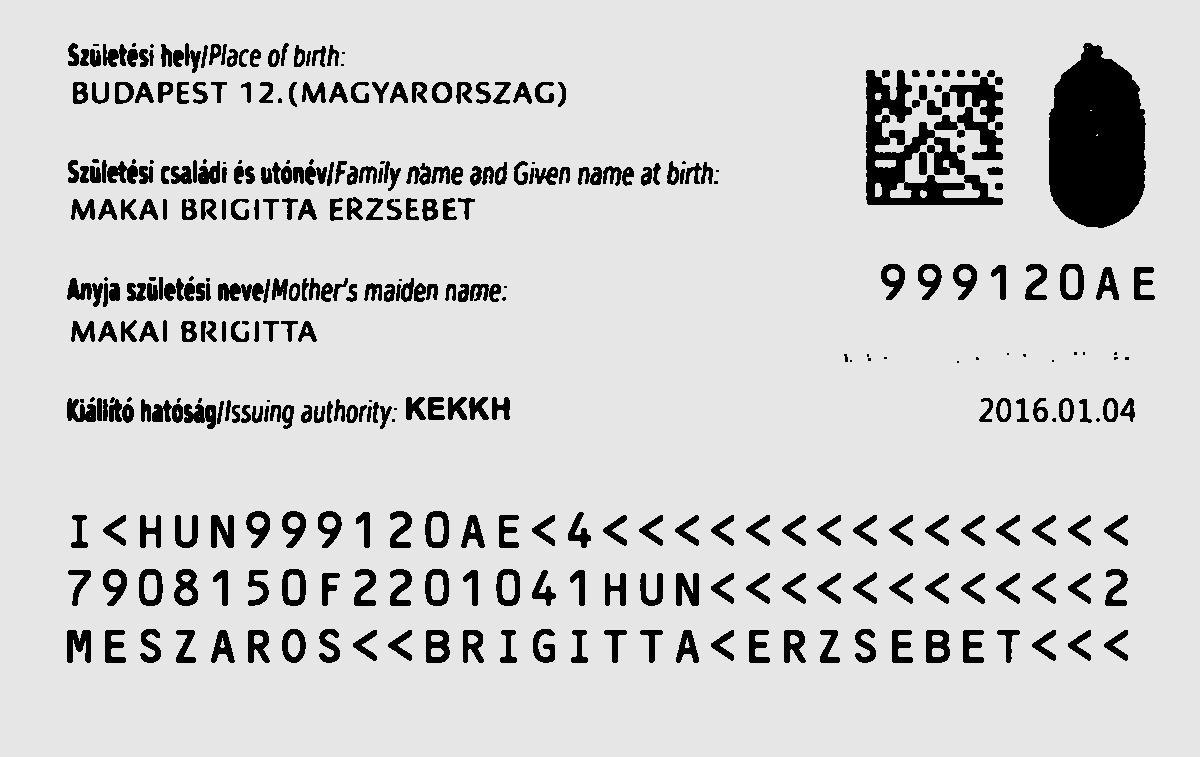 Születési hely/Place of birth:
BUDAPEST 12.(MAGYARORSZAG)
Születési családi és utónév/Family name and Given name at birth:
MAKAI BRIGITTA ERZSEBET
999120AE
Anyja születési neve/Mother's maiden name:
MAKAI BRIGITTA
Kiállító hatóság/Issuing authority: KEKKH
2016.01.04
I<HUN999120AE<4<<<<<<<<<<<<<<<
7908150F2201041HUN<<<<<<<<<<<2
MESZAROS<<BRIGITTA<ERZSEBET<<<